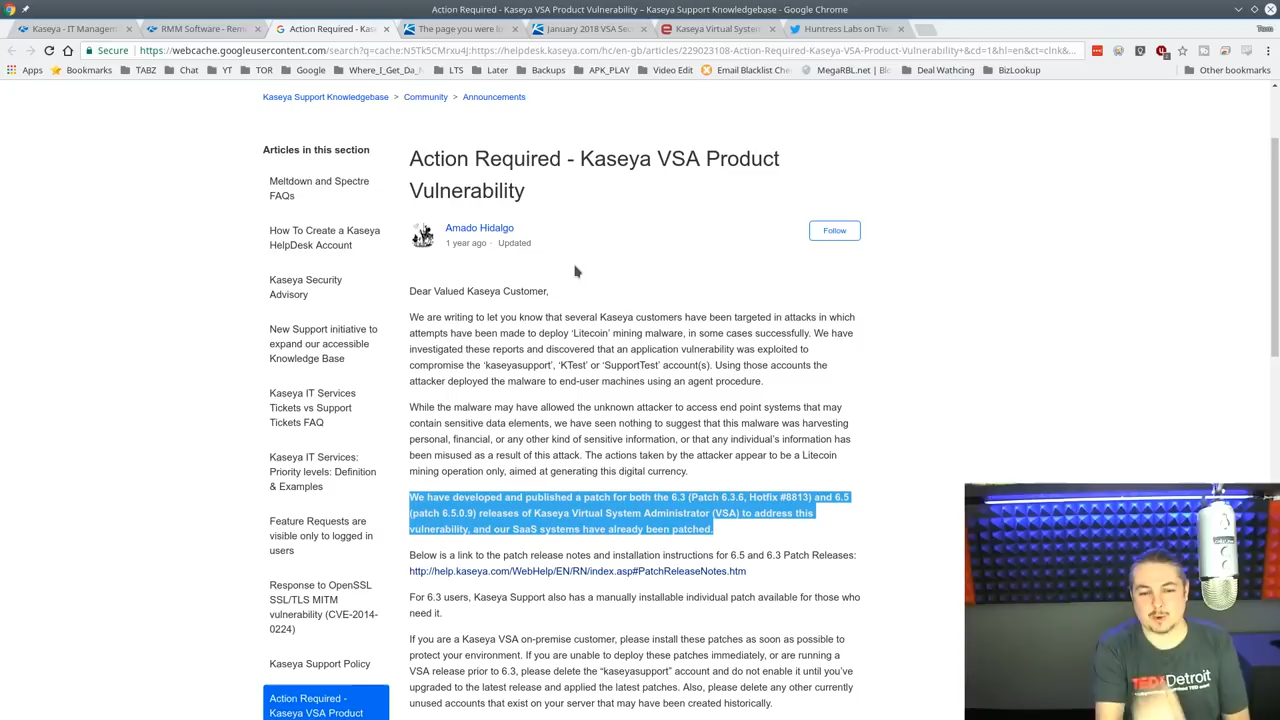 Action Required - Kaseya VSA Product Vulnerability – Kaseya Support Knowledgebase - Google Chrome
Kaseya - IT Managem
RMM Software - Remo
Action Required - Kas
The page you were lo
January 2018 VSA Sec
Kaseya Virtual System
Huntress Labs on Twi
Tom
Secure
https://webcache.googleusercontent.com/search?q=cache:N5Tk5CMrxu4J:https://helpdesk.kaseya.com/hc/en-gb/articles/229023108-Action-Required-Kaseya-VSA-Product-Vulnerability+&cd=1&hl=en&ct=clnk&...
Apps
Bookmarks
TABZ
Chat
YT
TOR
Google
Where_I_Get_Da_
LTS
Later
Backups
APK_PLAY
Video Edit
Email Blacklist Che
MegaRBL.net | Blo
Deal Wathcing
BizLookup
Other bookmarks
Kaseya Support Knowledgebase > Community > Announcements
Articles in this section
Meltdown and Spectre
FAQs
How To Create a Kaseya
HelpDesk Account
Kaseya Security
Advisory
New Support initiative to
expand our accessible
Knowledge Base
Kaseya IT Services
Tickets vs Support
Tickets FAQ
Kaseya IT Services:
Priority levels: Definition
& Examples
Feature Requests are
visible only to logged in
users
Response to OpenSSL
SSL/TLS MITM
vulnerability (CVE-2014-
0224)
Kaseya Support Policy
Action Required -
Kaseya VSA Product
Action Required - Kaseya VSA Product
Vulnerability
Amado Hidalgo
1 year ago · Updated
Follow
Dear Valued Kaseya Customer,
We are writing to let you know that several Kaseya customers have been targeted in attacks in which
attempts have been made to deploy 'Litecoin' mining malware, in some cases successfully. We have
investigated these reports and discovered that an application vulnerability was exploited to
compromise the 'kaseyasupport', 'KTest' or 'SupportTest' account(s). Using those accounts the
attacker deployed the malware to end-user machines using an agent procedure.
While the malware may have allowed the unknown attacker to access end point systems that may
contain sensitive data elements, we have seen nothing to suggest that this malware was harvesting
personal, financial, or any other kind of sensitive information, or that any individual's information has
been misused as a result of this attack. The actions taken by the attacker appear to be a Litecoin
mining operation only, aimed at generating this digital currency.
We have developed and published a patch for both the 6.3 (Patch 6.3.6, Hotfix #8813) and 6.5
(patch 6.5.0.9) releases of Kaseya Virtual System Administrator (VSA) to address this
vulnerability, and our SaaS systems have already been patched.
Below is a link to the patch release notes and installation instructions for 6.5 and 6.3 Patch Releases:
http://help.kaseya.com/WebHelp/EN/RN/index.asp#PatchReleaseNotes.htm
For 6.3 users, Kaseya Support also has a manually installable individual patch available for those who
need it.
If you are a Kaseya VSA on-premise customer, please install these patches as soon as possible to
protect your environment. If you are unable to deploy these patches immediately, or are running a
VSA release prior to 6.3, please delete the "kaseyasupport" account and do not enable it until you've
upgraded to the latest release and applied the latest patches. Also, please delete any other currently
unused accounts that exist on your server that may have been created historically.
TEDxDetroit